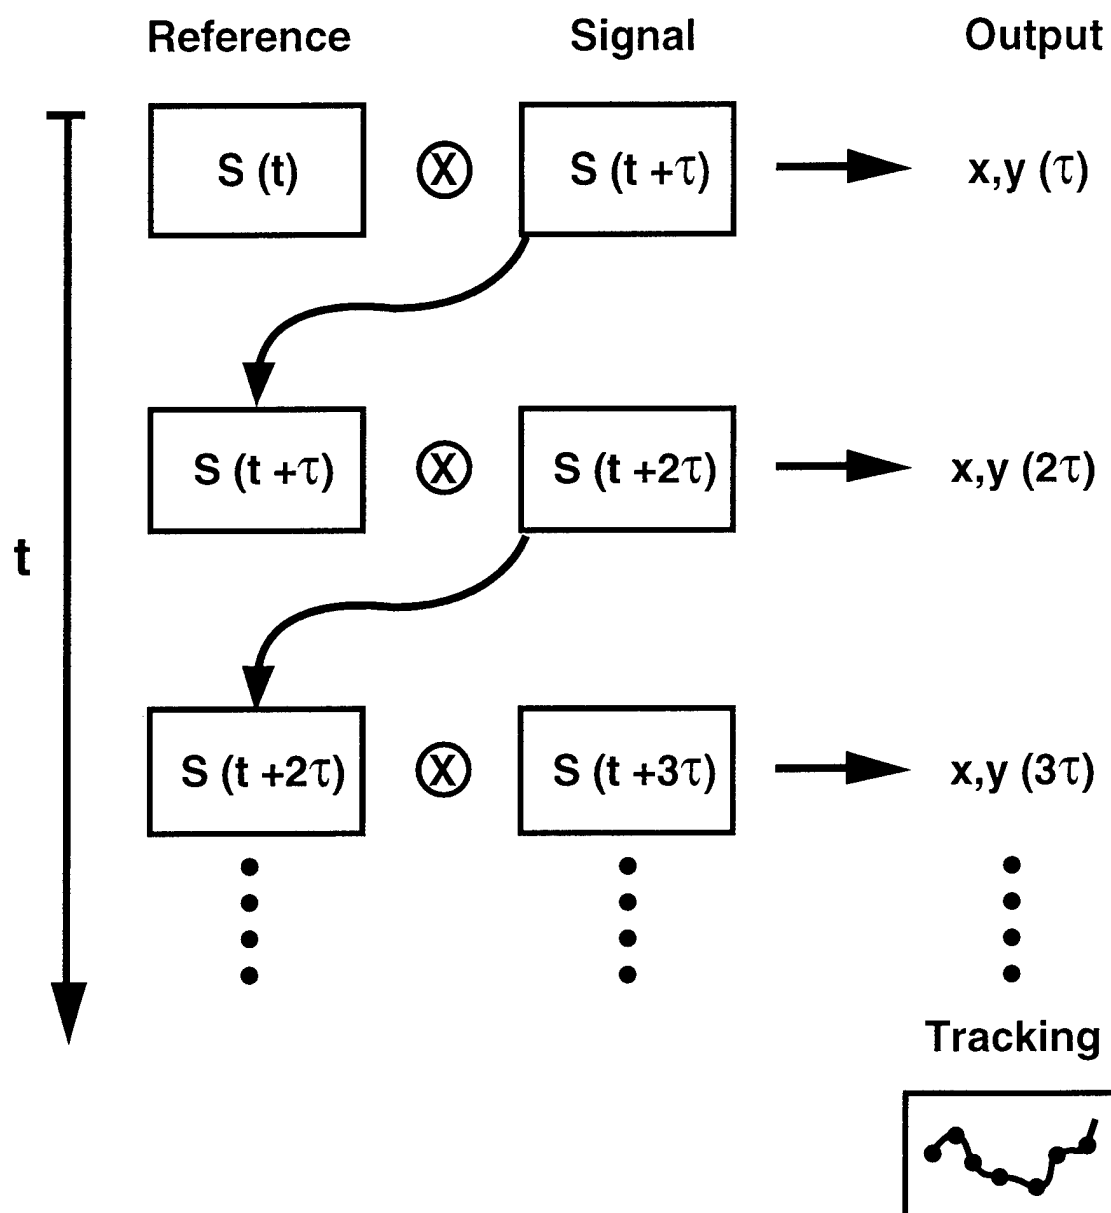 Reference Signal Output
S (t) X S (t +τ) x,y (τ)
S (t +τ) X S (t +2τ) x,y (2τ)
t
S (t +2τ) X S (t +3τ) x,y (3τ)
Tracking